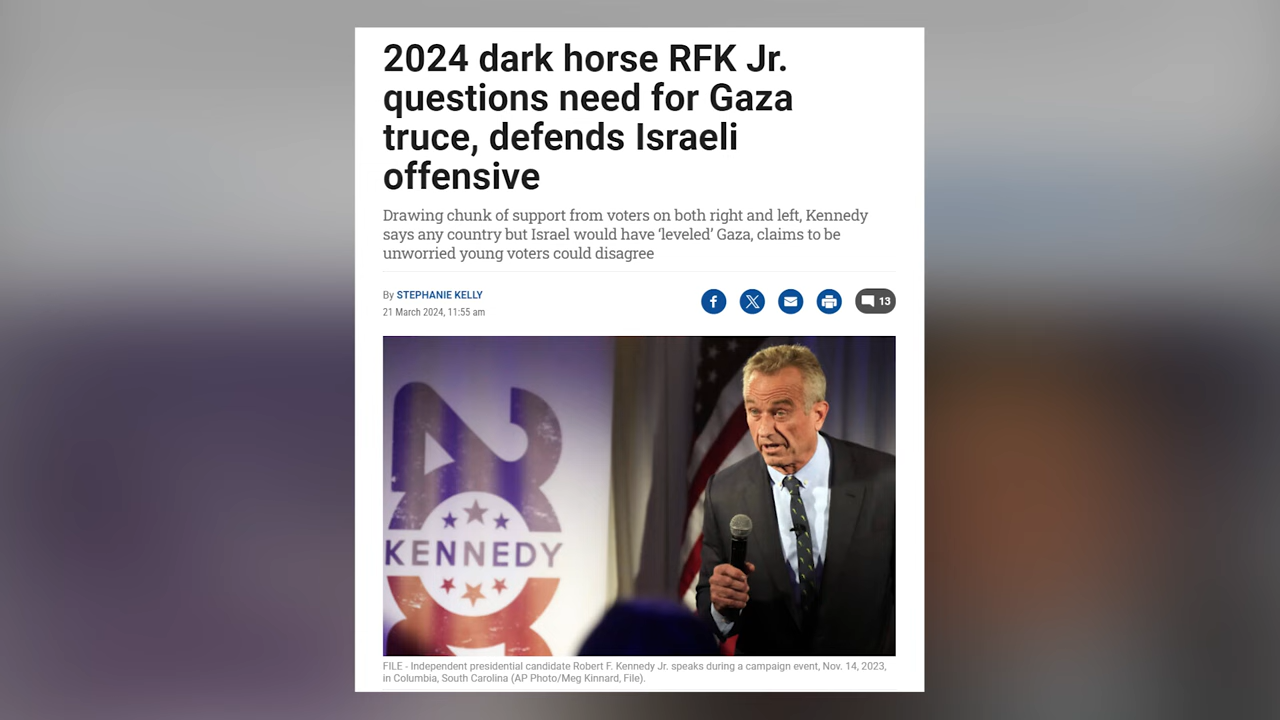 2024 dark horse RFK Jr.
questions need for Gaza
truce, defends Israeli
offensive
Drawing chunk of support from voters on both right and left, Kennedy
says any country but Israel would have ‘leveled’ Gaza, claims to be
unworried young voters could disagree
By STEPHANIE KELLY
21 March 2024, 11:55 am
13
KENNEDY
FILE - Independent presidential candidate Robert F. Kennedy Jr. speaks during a campaign event, Nov. 14, 2023,
in Columbia, South Carolina (AP Photo/Meg Kinnard, File).